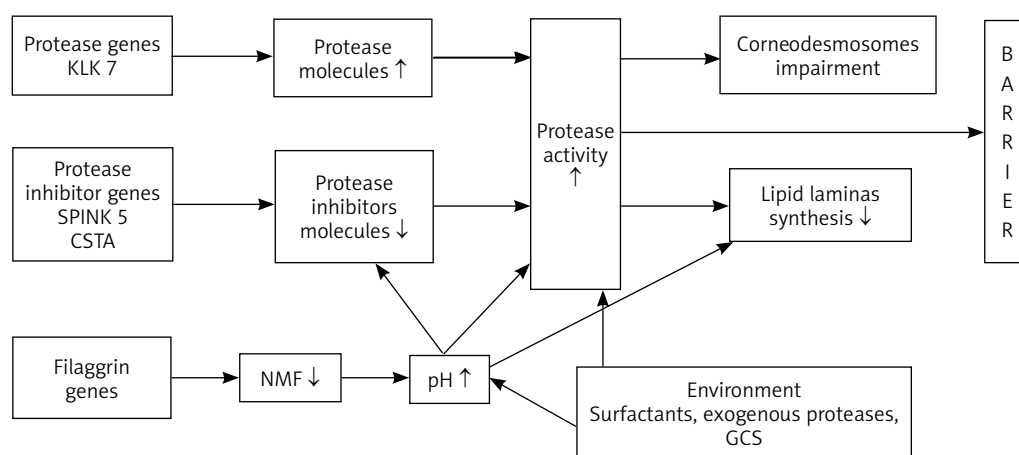 Protease genes
KLK 7
Protease
molecules ↑
Protease
activity
↑
Corneodesmosomes
impairment
B
A
R
R
I
E
R
Protease
inhibitor genes
SPINK 5
CSTA
Protease
inhibitors
molecules ↓
Lipid laminas
synthesis ↓
Filaggrin
genes
NMF ↓
pH ↑
Environment
Surfactants, exogenous proteases,
GCS